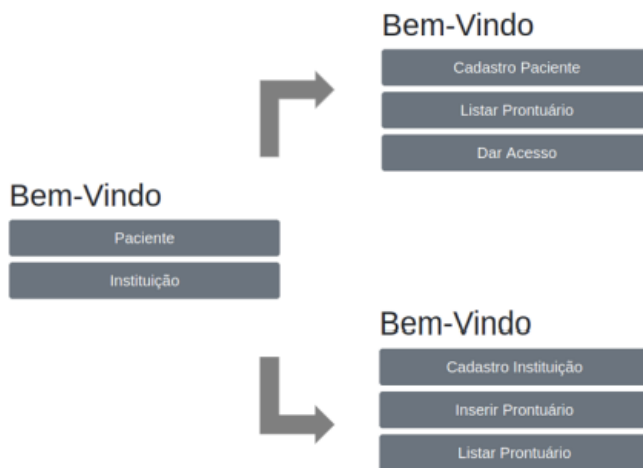 Bem-Vindo
Paciente
Instituição
Bem-Vindo
Cadastro Paciente
Listar Prontuário
Dar Acesso
Bem-Vindo
Cadastro Instituição
Inserir Prontuário
Listar Prontuário